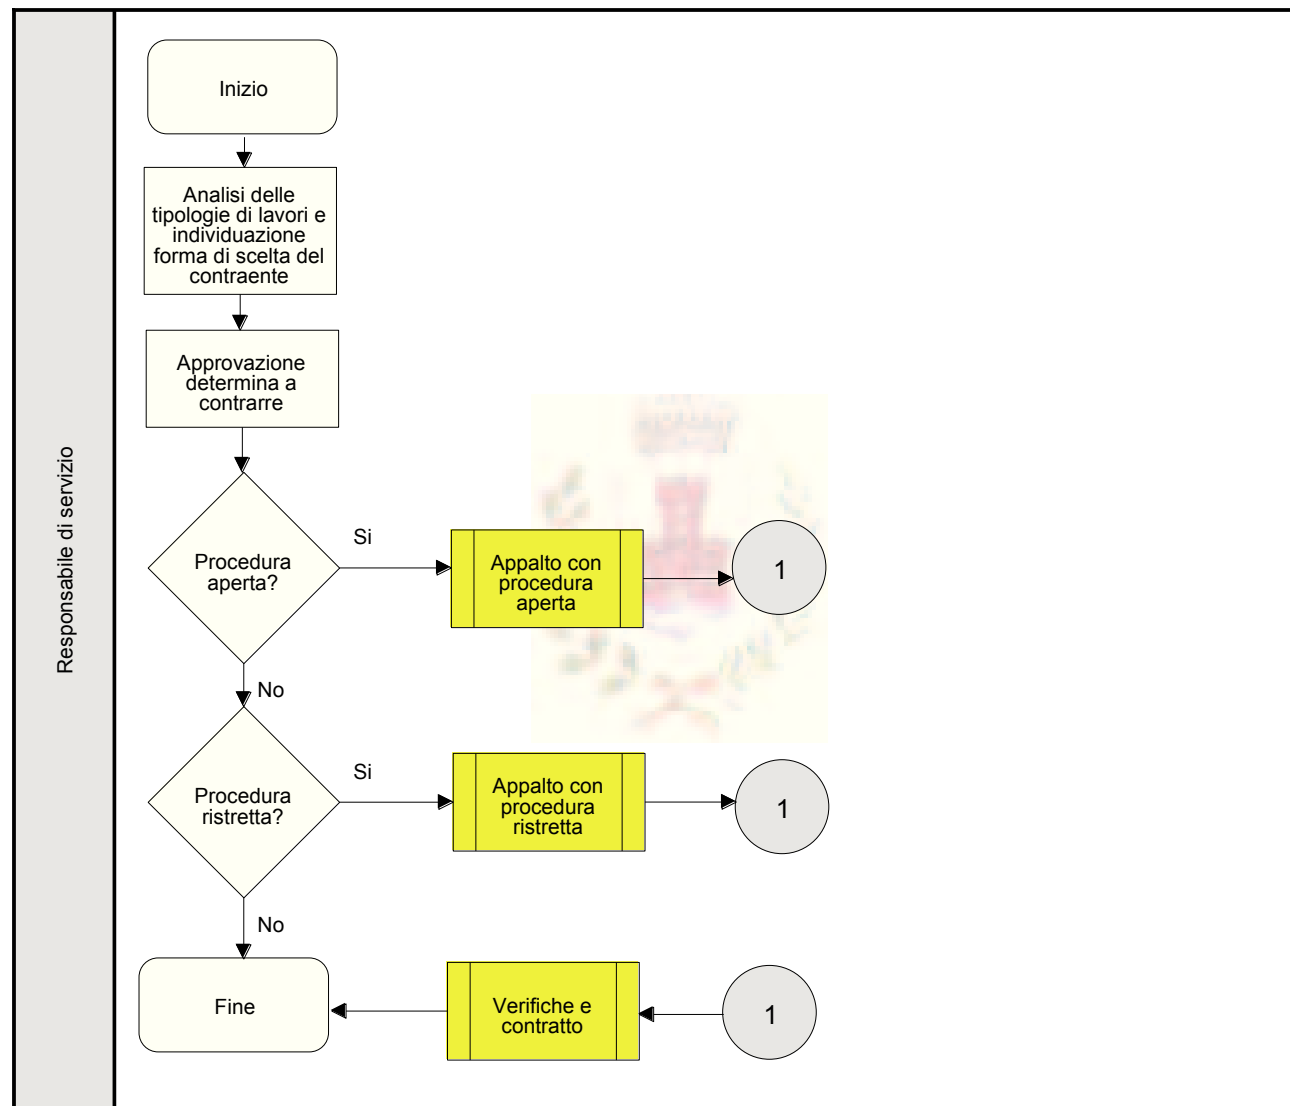 Responsabile di servizio
Inizio
Analisi delle
tipologie di lavori e
individuazione
forma di scelta del
contraente
Approvazione
determina a
contrarre
Procedura
aperta?
Si
Appalto con
procedura
aperta
1
No
Procedura
ristretta?
Si
Appalto con
procedura
ristretta
1
No
Fine
Verifiche e
contratto
1